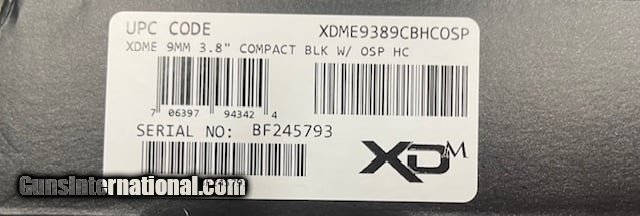 UPC CODE XDME9389CBHCOSP
XDME 9MM 3.8" COMPACT BLK W/ OSP HC
7 06397 94342 4
SERIAL NO: BF245793
XDM
GunsInternational.com